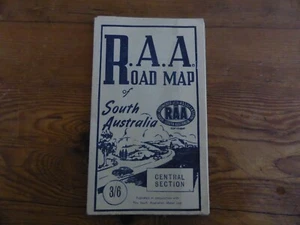 R.A.A.
ROAD MAP
of
South
Australia
RAA
CENTRAL
SECTION
3/6